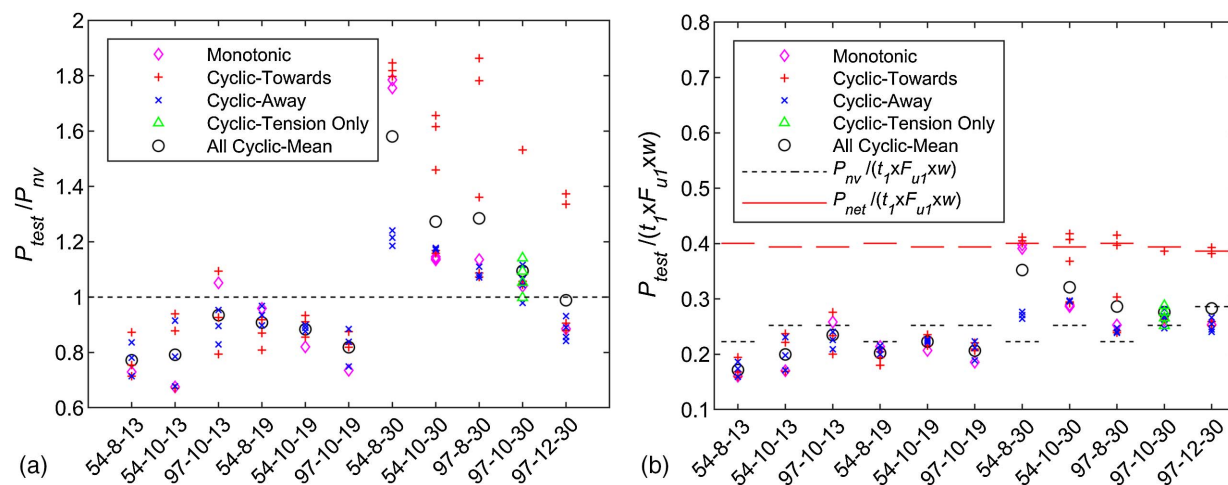 2
1.8
1.6
1.4
1.2
1
0.8
0.6
P_test/P_nv
Monotonic
Cyclic-Towards
Cyclic-Away
Cyclic-Tension Only
All Cyclic-Mean
54-8-13
54-10-13
97-10-13
54-8-19
54-10-19
97-10-19
54-8-30
54-10-30
97-8-30
97-10-30
97-12-30
(a)
0.8
0.7
0.6
0.5
0.4
0.3
0.2
0.1
P_test/(t_1xF_u1xw)
Monotonic
Cyclic-Towards
Cyclic-Away
Cyclic-Tension Only
All Cyclic-Mean
P_nv/(t_1xF_u1xw)
P_net/(t_1xF_u1xw)
54-8-13
54-10-13
97-10-13
54-8-19
54-10-19
97-10-19
54-8-30
54-10-30
97-8-30
97-10-30
97-12-30
(b)